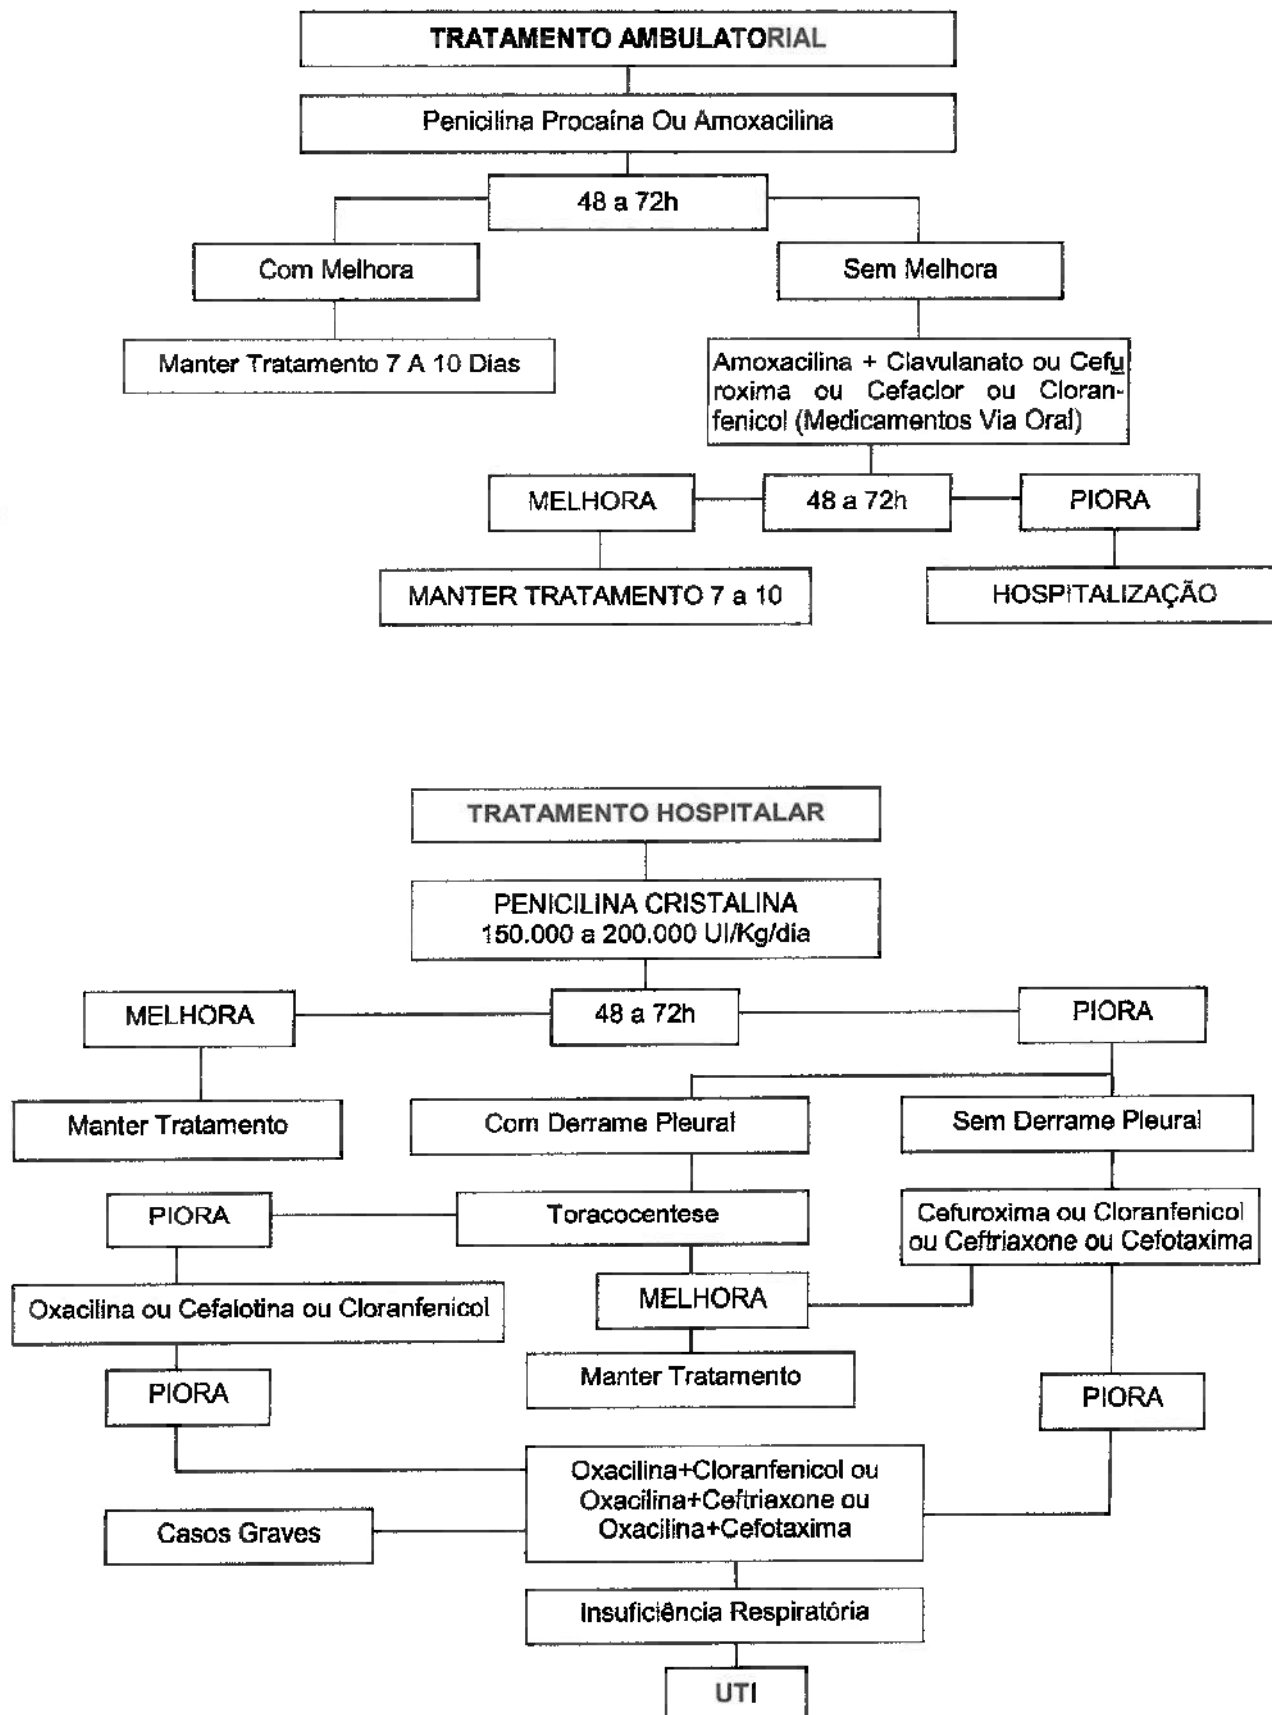 TRATAMENTO AMBULATORIAL
Penicilina Procaína Ou Amoxacilina
48 a 72h
Com Melhora
Sem Melhora
Manter Tratamento 7 A 10 Dias
Amoxacilina + Clavulanato ou Cefu
roxima ou Cefaclor ou Cloran-
fenicol (Medicamentos Via Oral)
MELHORA
48 a 72h
PIORA
MANTER TRATAMENTO 7 a 10
HOSPITALIZAÇÃO
TRATAMENTO HOSPITALAR
PENICILINA CRISTALINA
150.000 a 200.000 UI/Kg/dia
MELHORA
48 a 72h
PIORA
Manter Tratamento
Com Derrame Pleural
Sem Derrame Pleural
PIORA
Toracocentese
Cefuroxima ou Cloranfenicol
ou Ceftriaxone ou Cefotaxima
Oxacilina ou Cefalotina ou Cloranfenicol
MELHORA
Manter Tratamento
PIORA
PIORA
Oxacilina+Cloranfenicol ou
Oxacilina+Ceftriaxone ou
Oxacilina+Cefotaxima
Casos Graves
Insuficiência Respiratória
UTI